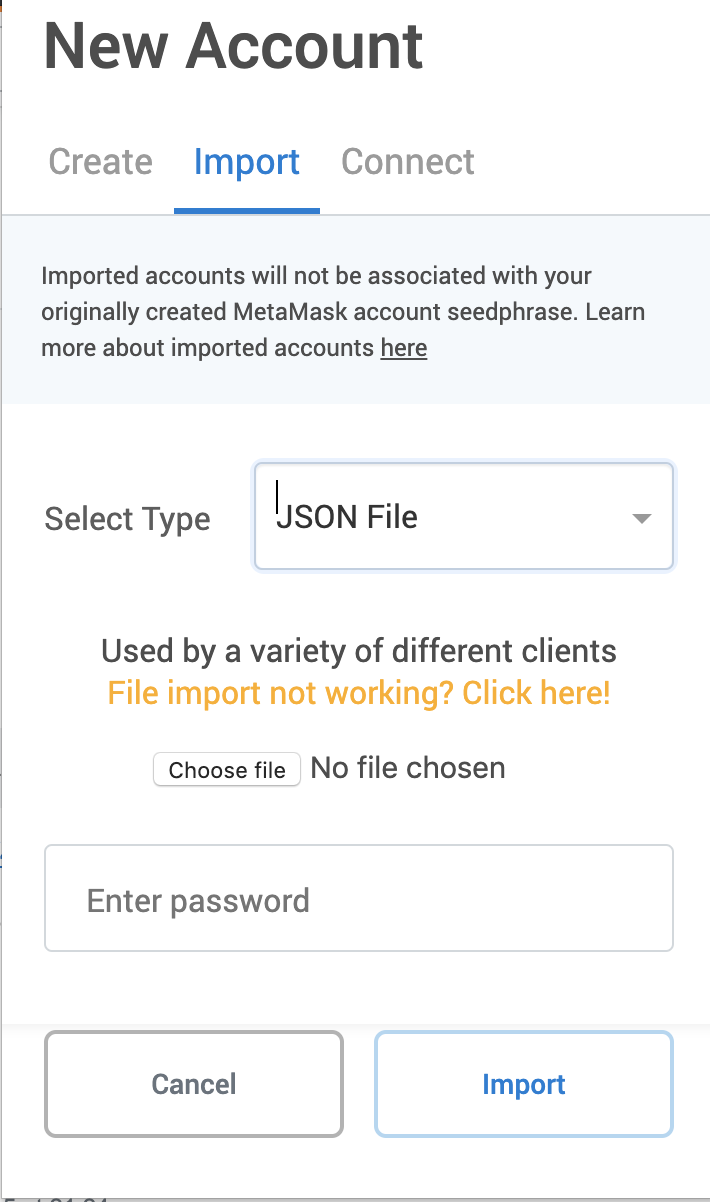 New Account
Create Import Connect
Imported accounts will not be associated with your
originally created MetaMask account seedphrase. Learn
more about imported accounts here
Select Type JSON File
Used by a variety of different clients
File import not working? Click here!
Choose file No file chosen
Enter password
Cancel Import